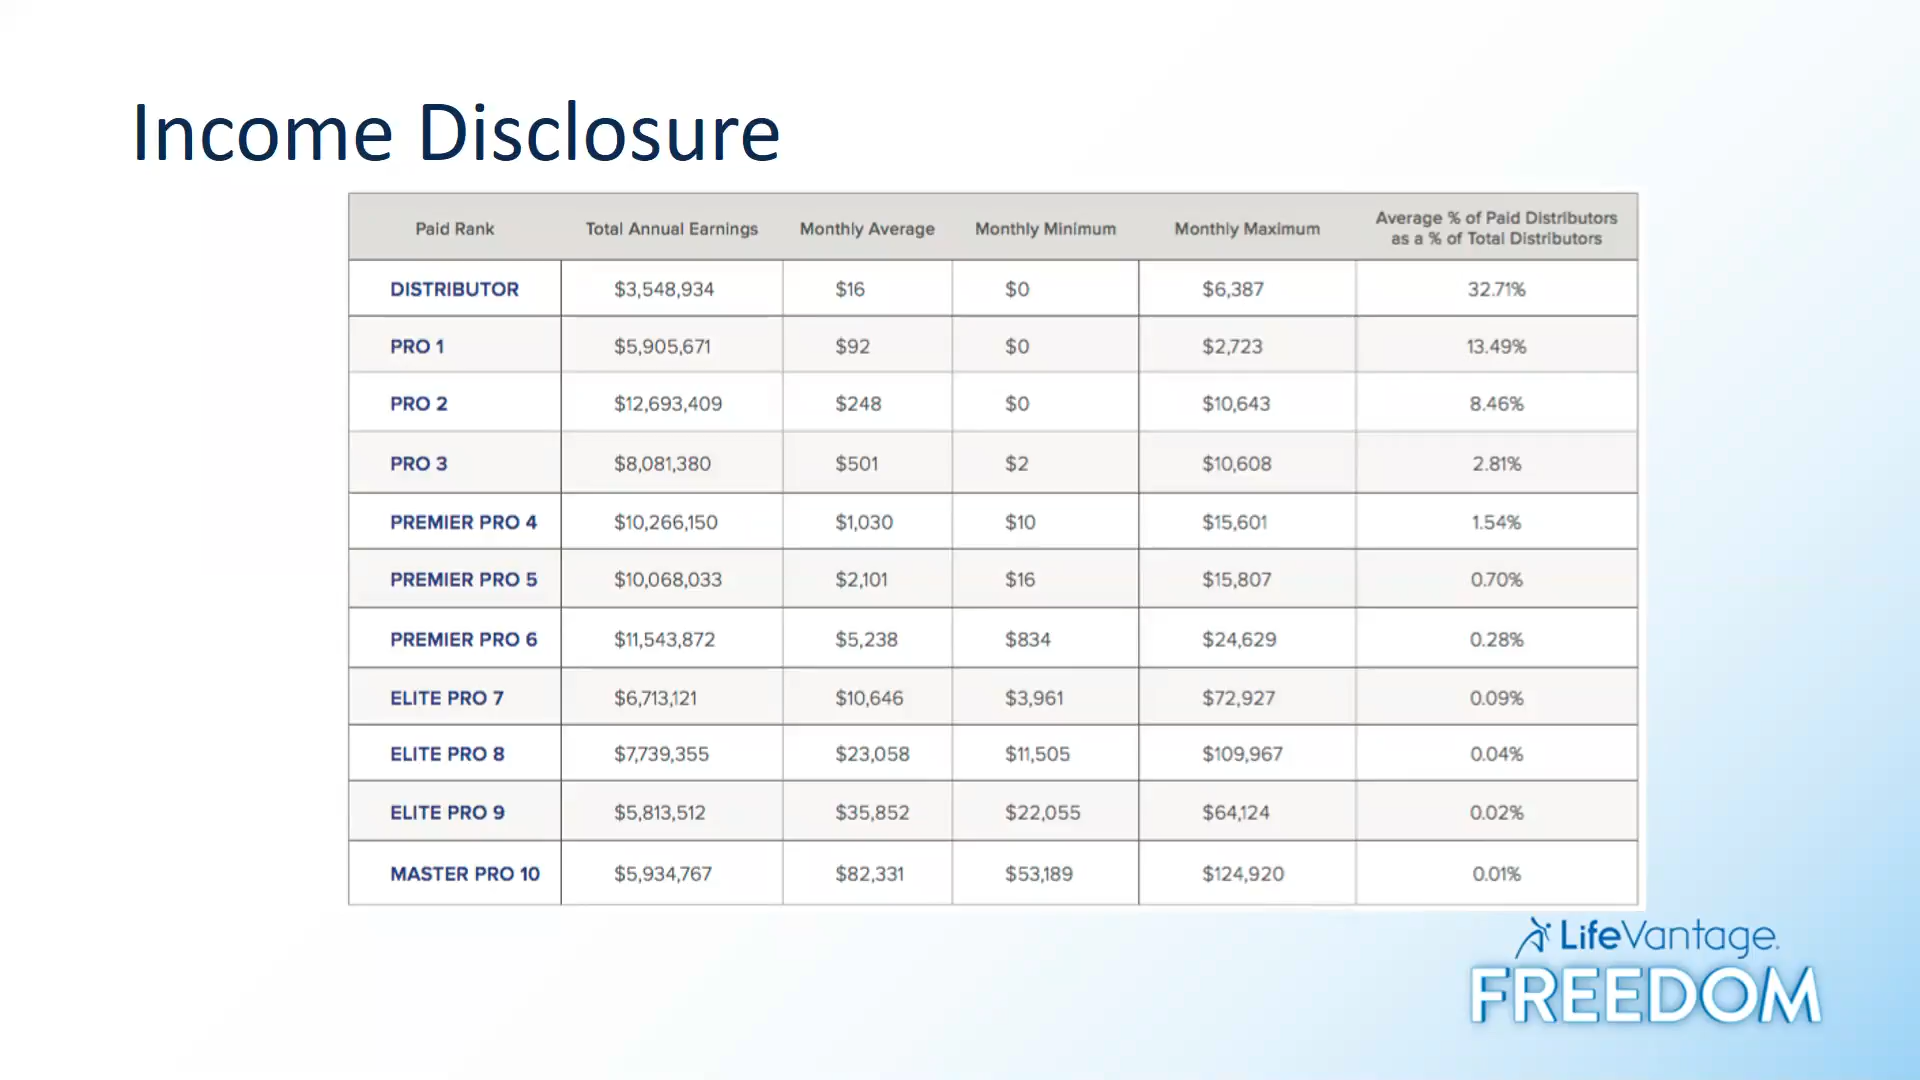 Income Disclosure
Paid Rank Total Annual Earnings Monthly Average Monthly Minimum Monthly Maximum Average % of Paid Distributors
as a % of Total Distributors
DISTRIBUTOR $3,548,934 $16 $0 $6,387 32.71%
PRO 1 $5,905,671 $92 $0 $2,723 13.49%
PRO 2 $12,693,409 $248 $0 $10,643 8.46%
PRO 3 $8,081,380 $501 $2 $10,608 2.81%
PREMIER PRO 4 $10,266,150 $1,030 $10 $15,601 1.54%
PREMIER PRO 5 $10,068,033 $2,101 $16 $15,807 0.70%
PREMIER PRO 6 $11,543,872 $5,238 $834 $24,629 0.28%
ELITE PRO 7 $6,713,121 $10,646 $3,961 $72,927 0.09%
ELITE PRO 8 $7,739,355 $23,058 $11,505 $109,967 0.04%
ELITE PRO 9 $5,813,512 $35,852 $22,055 $64,124 0.02%
MASTER PRO 10 $5,934,767 $82,331 $53,189 $124,920 0.01%
LifeVantage.
FREEDOM